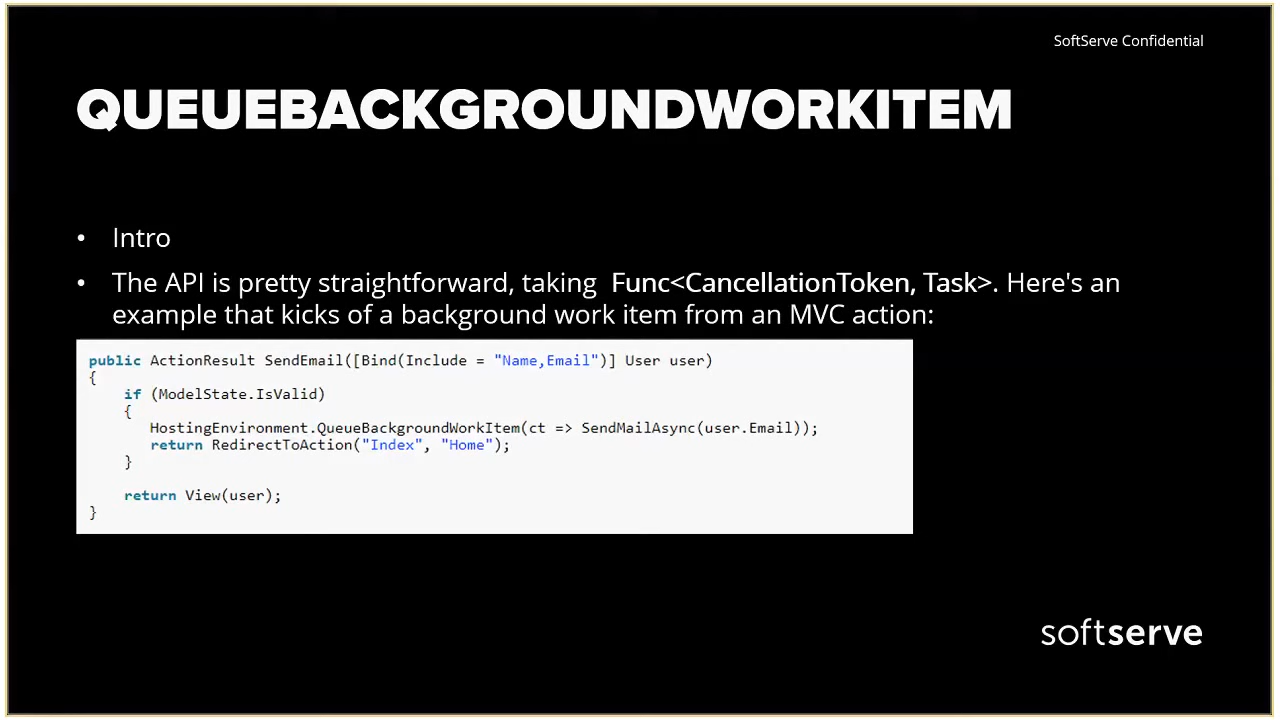 SoftServe Confidential
QUEUEBACKGROUNDWORKITEM
• Intro
• The API is pretty straightforward, taking Func<CancellationToken, Task>. Here's an
example that kicks of a background work item from an MVC action:
public ActionResult SendEmail([Bind(Include = "Name,Email")] User user)
{
if (ModelState.IsValid)
{
HostingEnvironment.QueueBackgroundWorkItem(ct => SendMailAsync(user.Email));
return RedirectToAction("Index", "Home");
}
return View(user);
}
softserve